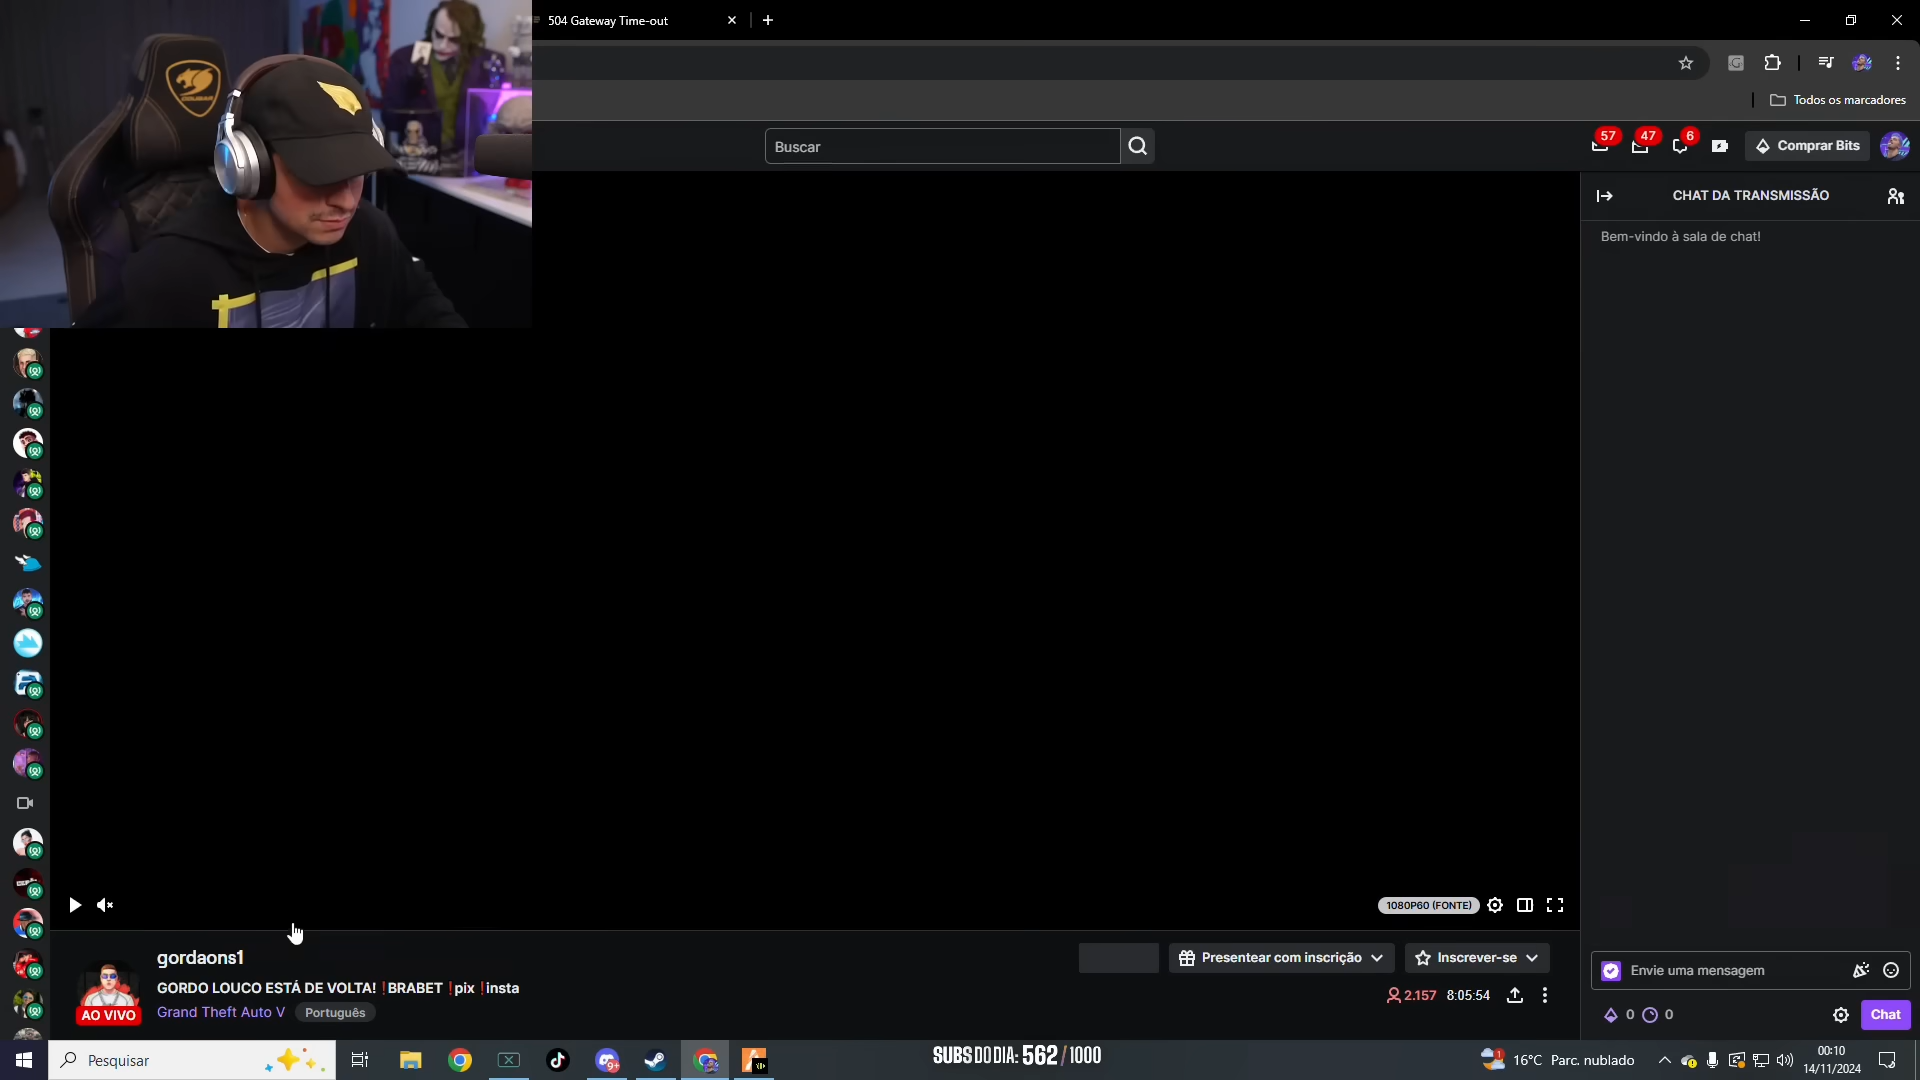 504 Gateway Time-out
Todos os marcadores
COUGAR
Buscar
57
47
6
Comprar Bits
CHAT DA TRANSMISSÃO
Bem-vindo à sala de chat!
1080P60 (FONTE)
gordaons1
GORDO LOUCO ESTÁ DE VOLTA! !BRABET !pix !insta
Grand Theft Auto V
Português
AO VIVO
Presentear com inscrição
Inscrever-se
2.157
8:05:54
Envie uma mensagem
0
0
Chat
Pesquisar
9+
SUBS DO DIA: 562 / 1000
1
16°C Parc. nublado
00:10
14/11/2024